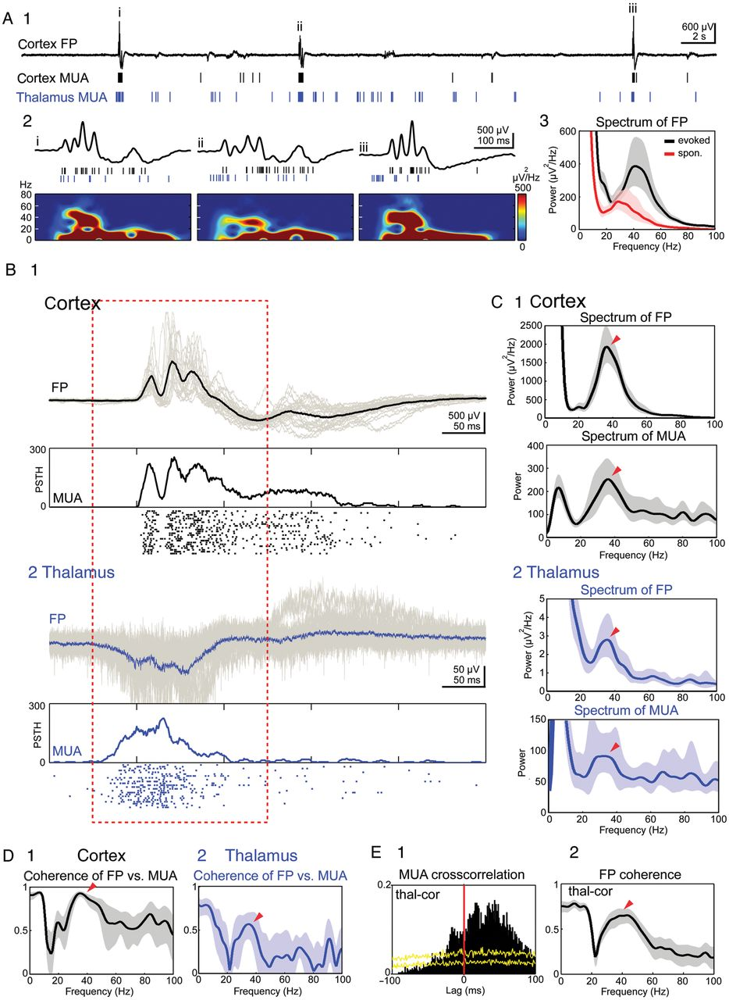 A 1
i
ii
iii
600 µV
2 s
Cortex FP
Cortex MUA
Thalamus MUA
2
i
ii
iii
500 µV
100 ms
µV²/Hz
500
0
Hz
80
60
40
20
0
3
Spectrum of FP
600
400
200
0
Power (µV²/Hz)
evoked
spon.
0 20 40 60 80 100
Frequency (Hz)
B 1
Cortex
FP
500 µV
50 ms
300
PSTH
MUA
0
2 Thalamus
FP
50 µV
50 ms
300
PSTH
MUA
0
C 1 Cortex
Spectrum of FP
2500
2000
1500
1000
500
0
Power (µV²/Hz)
0 20 40 60 80 100
Spectrum of MUA
400
300
200
100
0
Power
0 20 40 60 80 100
Frequency (Hz)
2 Thalamus
Spectrum of FP
5
4
3
2
1
0
Power (µV²/Hz)
0 20 40 60 80 100
Spectrum of MUA
150
100
50
0
Power
0 20 40 60 80 100
Frequency (Hz)
D 1 Cortex
Coherence of FP vs. MUA
1
0.5
0
0 20 40 60 80 100
Frequency (Hz)
2 Thalamus
Coherence of FP vs. MUA
1
0.5
0
0 20 40 60 80 100
Frequency (Hz)
E 1
MUA crosscorrelation
0.2
thal-cor
0
−100 0 100
Lag (ms)
2
FP coherence
1
thal-cor
0.5
0
0 20 40 60 80 100
Frequency (Hz)